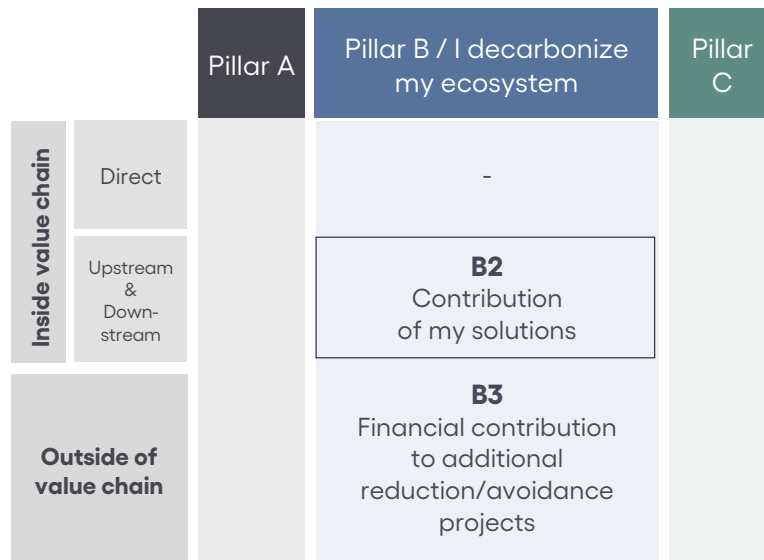 Pillar A
Pillar B / I decarbonize
my ecosystem
Pillar
C
Inside value chain
Direct
-
Upstream
&
Down-
stream
B2
Contribution
of my solutions
Outside of
value chain
B3
Financial contribution
to additional
reduction/avoidance
projects